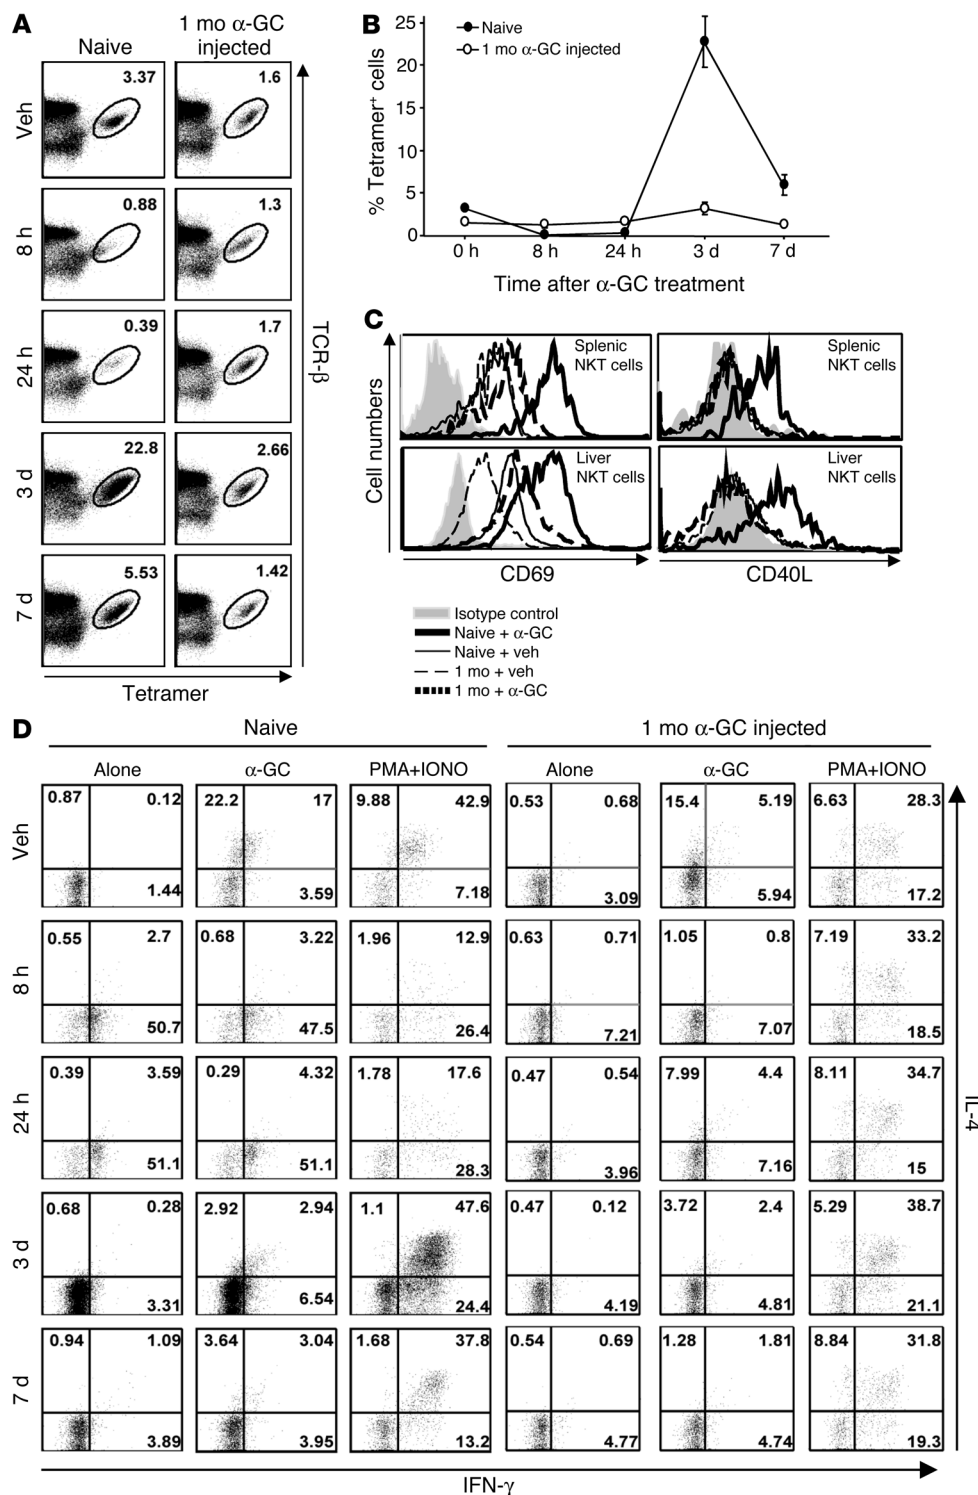 A
Naive
1 mo α-GC
injected
Veh
3.37
1.6
8 h
0.88
1.3
24 h
0.39
1.7
3 d
22.8
2.66
7 d
5.53
1.42
TCR-β
Tetramer
B
Naive
1 mo α-GC injected
% Tetramer⁺ cells
25
20
15
10
5
0
0 h 8 h 24 h 3 d 7 d
Time after α-GC treatment
C
Cell numbers
Splenic
NKT cells
Splenic
NKT cells
Liver
NKT cells
Liver
NKT cells
CD69
CD40L
Isotype control
Naive + α-GC
Naive + veh
1 mo + veh
1 mo + α-GC
D
Naive
1 mo α-GC injected
Alone α-GC PMA+IONO Alone α-GC PMA+IONO
Veh
0.87 0.12 22.2 17 9.88 42.9 0.53 0.68 15.4 5.19 6.63 28.3
1.44 3.59 7.18 3.09 5.94 17.2
8 h
0.55 2.7 0.68 3.22 1.96 12.9 0.63 0.71 1.05 0.8 7.19 33.2
50.7 47.5 26.4 7.21 7.07 18.5
24 h
0.39 3.59 0.29 4.32 1.78 17.6 0.47 0.54 7.99 4.4 8.11 34.7
51.1 51.1 28.3 3.96 7.16 15
3 d
0.68 0.28 2.92 2.94 1.1 47.6 0.47 0.12 3.72 2.4 5.29 38.7
3.31 6.54 24.4 4.19 4.81 21.1
7 d
0.94 1.09 3.64 3.04 1.68 37.8 0.54 0.69 1.28 1.81 8.84 31.8
3.89 3.95 13.2 4.77 4.74 19.3
IL-4
IFN-γ